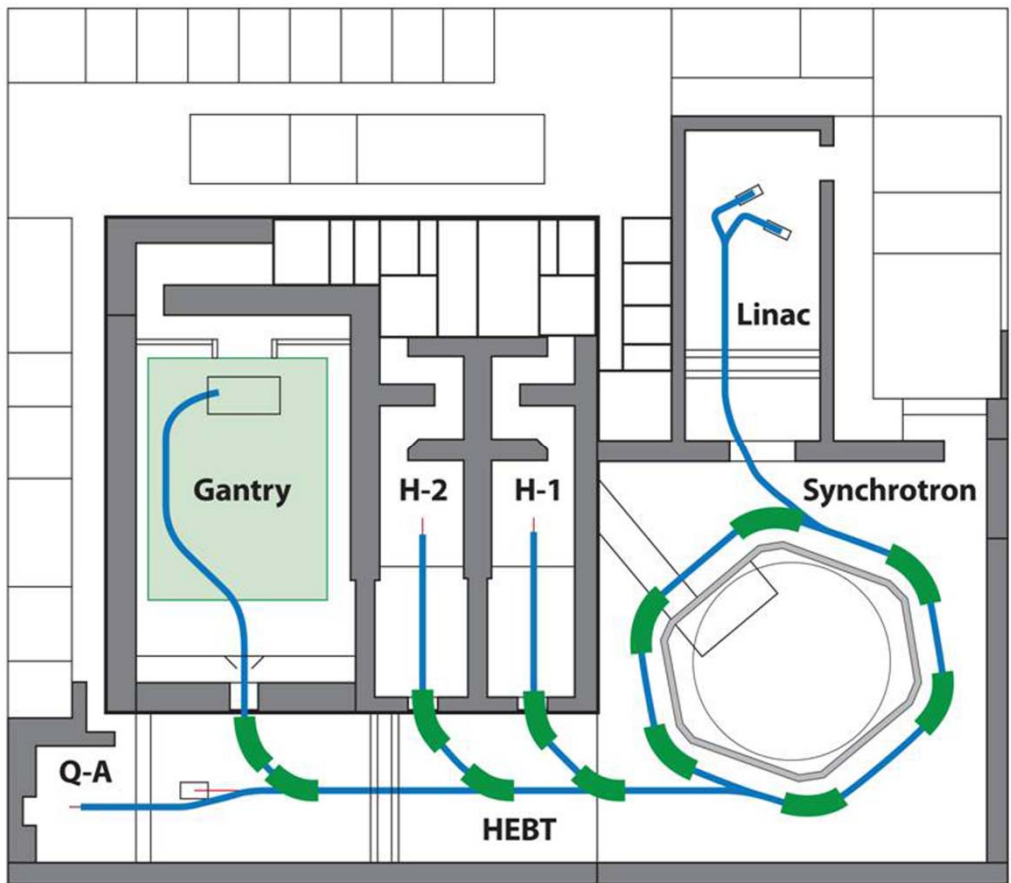 Linac
Gantry
H-2
H-1
Synchrotron
Q-A
HEBT